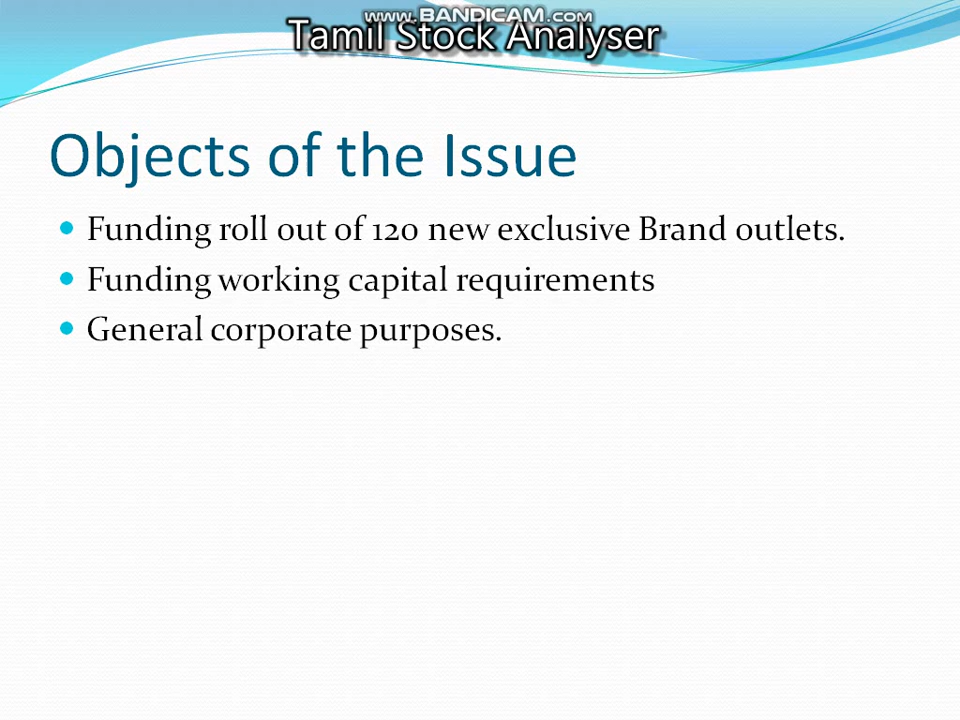 www.BANDICAM.com
Tamil Stock Analyser
Objects of the Issue
Funding roll out of 120 new exclusive Brand outlets.
Funding working capital requirements
General corporate purposes.